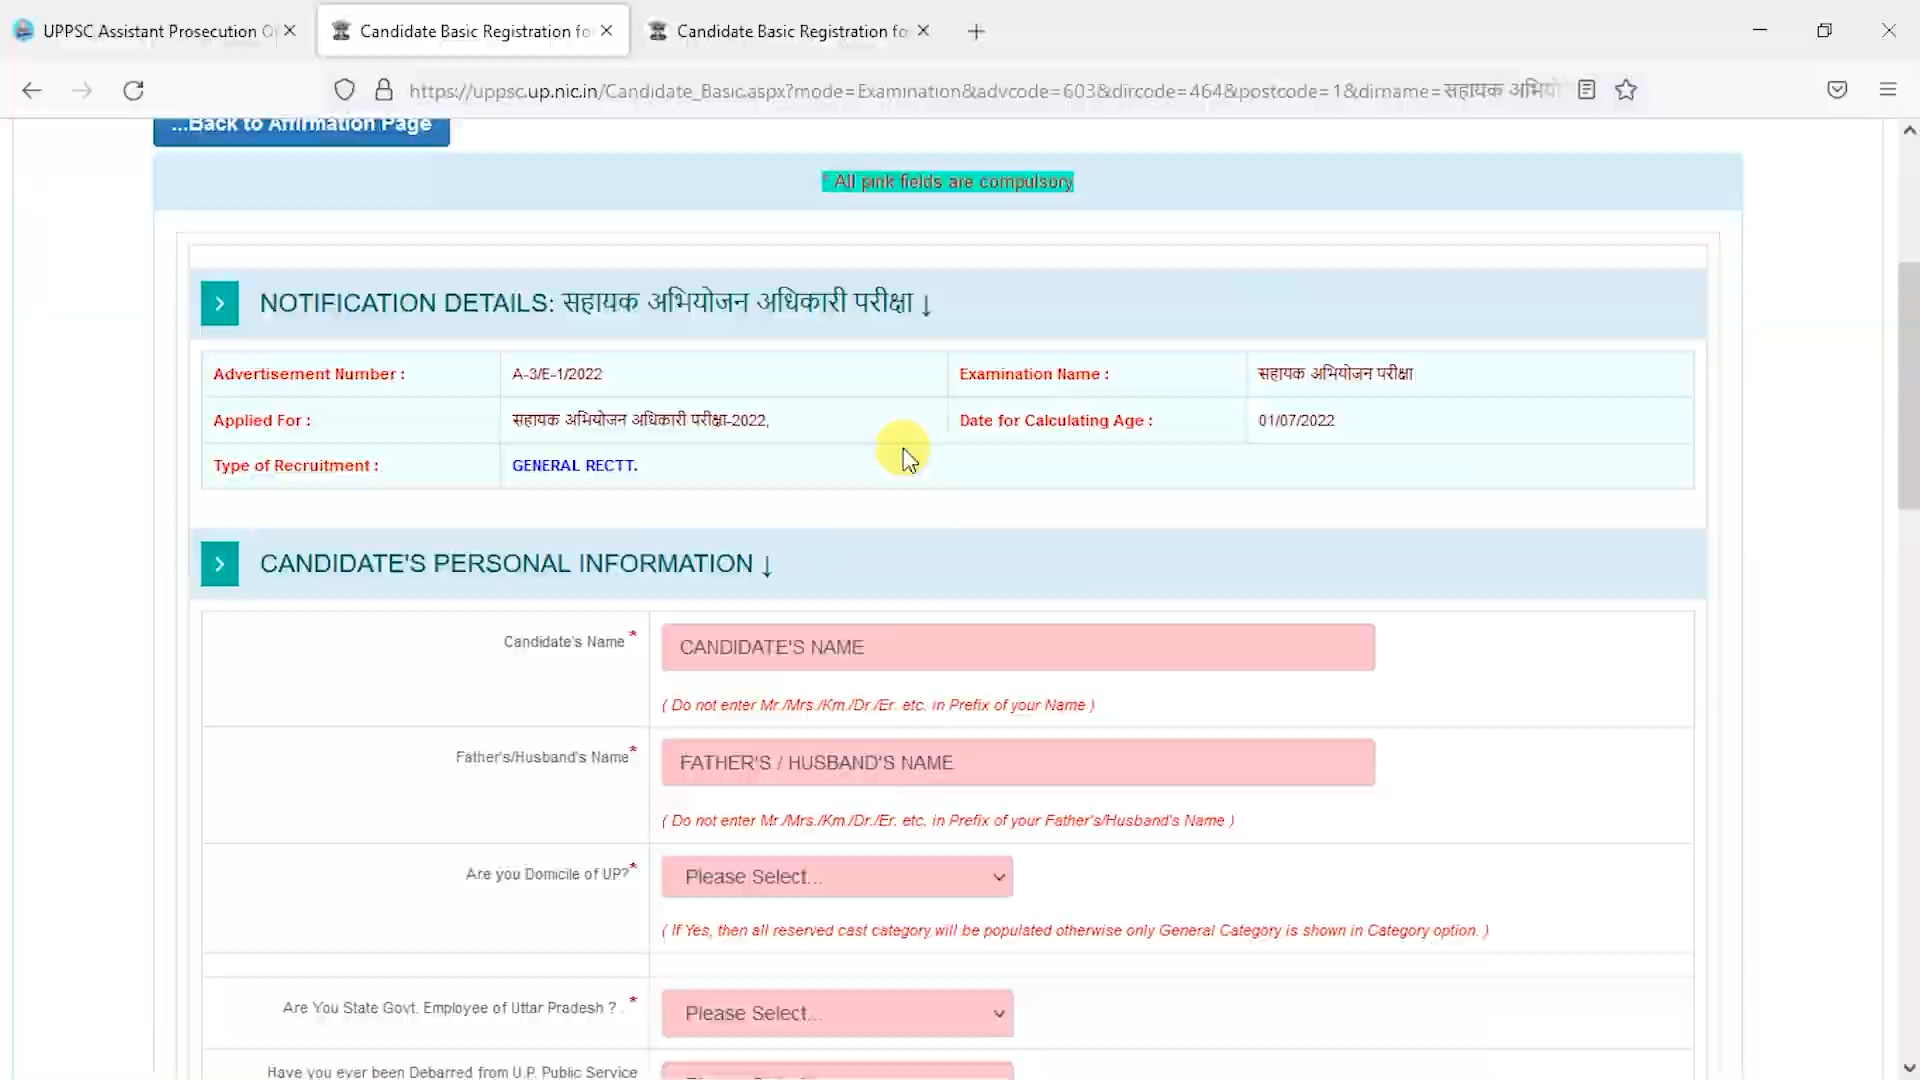 UPPSC Assistant Prosecution O
Candidate Basic Registration fo
Candidate Basic Registration fo
https://uppsc.up.nic.in/Candidate_Basic.aspx?mode=Examination&advcode=603&dircode=464&postcode=1&dirname=सहायक अभियो
...Back to Affirmation Page
* All pink fields are compulsory
NOTIFICATION DETAILS: सहायक अभियोजन अधिकारी परीक्षा ↓
Advertisement Number : A-3/E-1/2022 Examination Name : सहायक अभियोजन परीक्षा
Applied For : सहायक अभियोजन अधिकारी परीक्षा-2022, Date for Calculating Age : 01/07/2022
Type of Recruitment : GENERAL RECTT.
CANDIDATE'S PERSONAL INFORMATION ↓
Candidate's Name * CANDIDATE'S NAME
( Do not enter Mr./Mrs./Km./Dr./Er. etc. in Prefix of your Name )
Father's/Husband's Name* FATHER'S / HUSBAND'S NAME
( Do not enter Mr./Mrs./Km./Dr./Er. etc. in Prefix of your Father's/Husband's Name )
Are you Domicile of UP?* Please Select...
( If Yes, then all reserved cast category will be populated otherwise only General Category is shown in Category option. )
Are You State Govt. Employee of Uttar Pradesh ? . * Please Select...
Have you ever been Debarred from U.P. Public Service